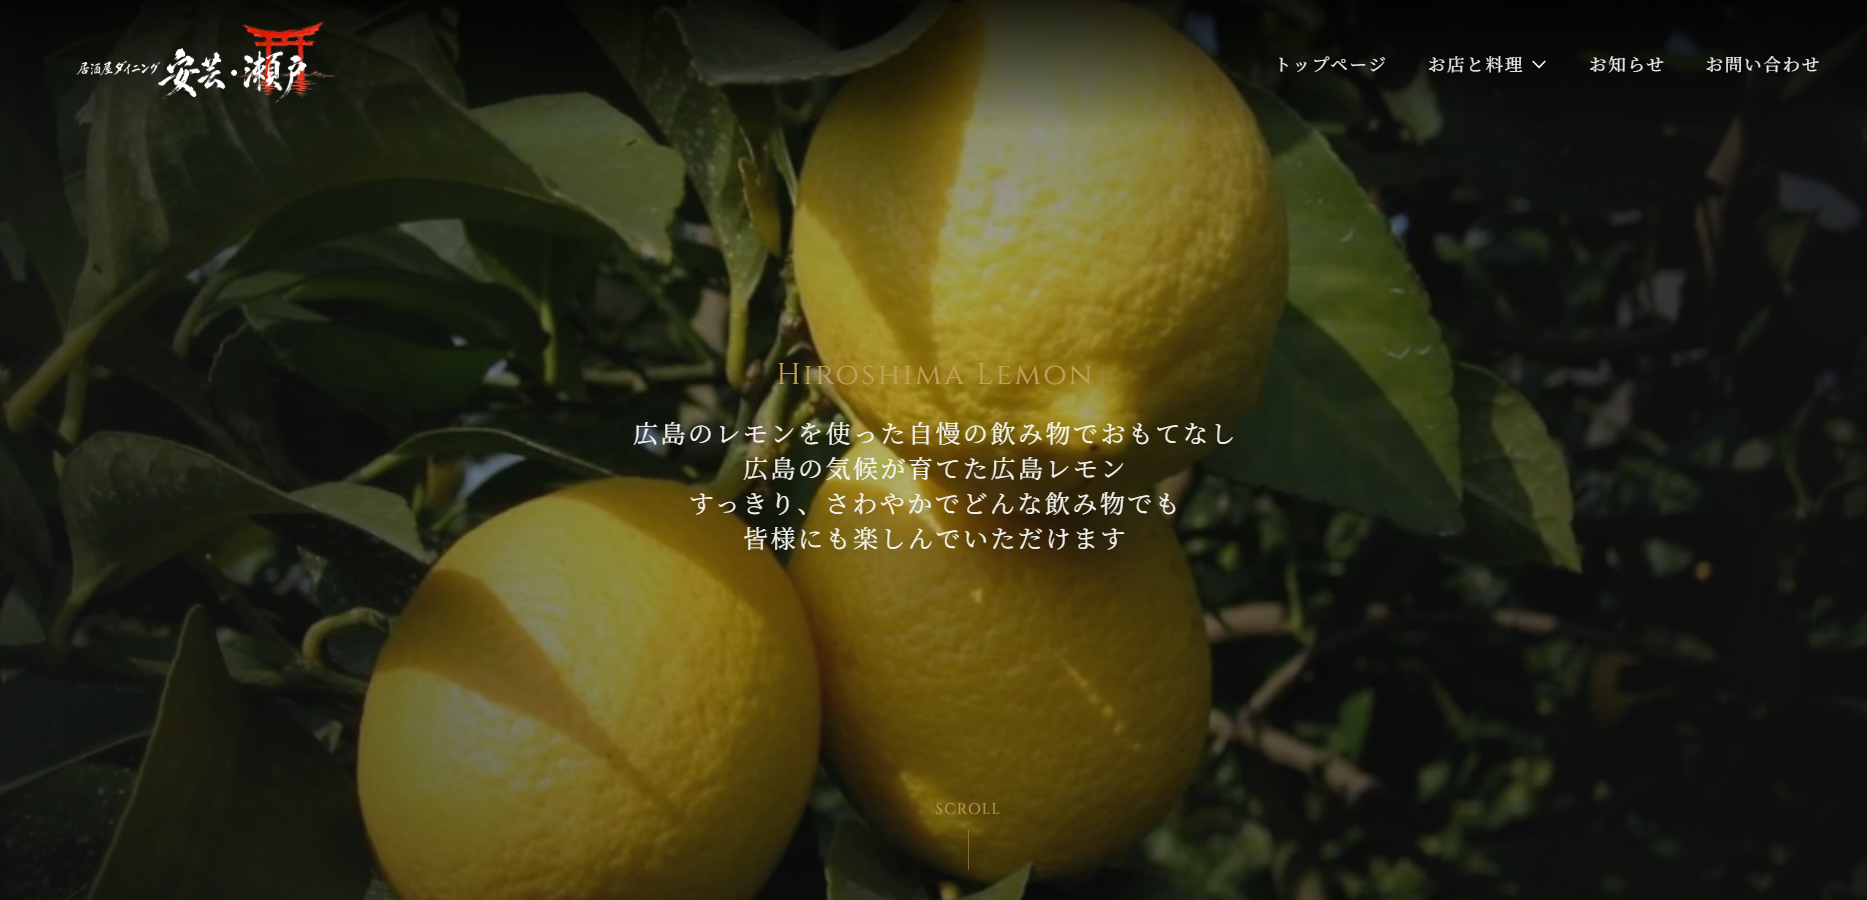 居酒屋ダイニング 安芸・瀬戸
トップページ
お店と料理
お知らせ
お問い合わせ
Hiroshima Lemon
広島のレモンを使った自慢の飲み物でおもてなし
広島の気候が育てた広島レモン
すっきり、さわやかでどんな飲み物でも
皆様にも楽しんでいただけます
SCROLL